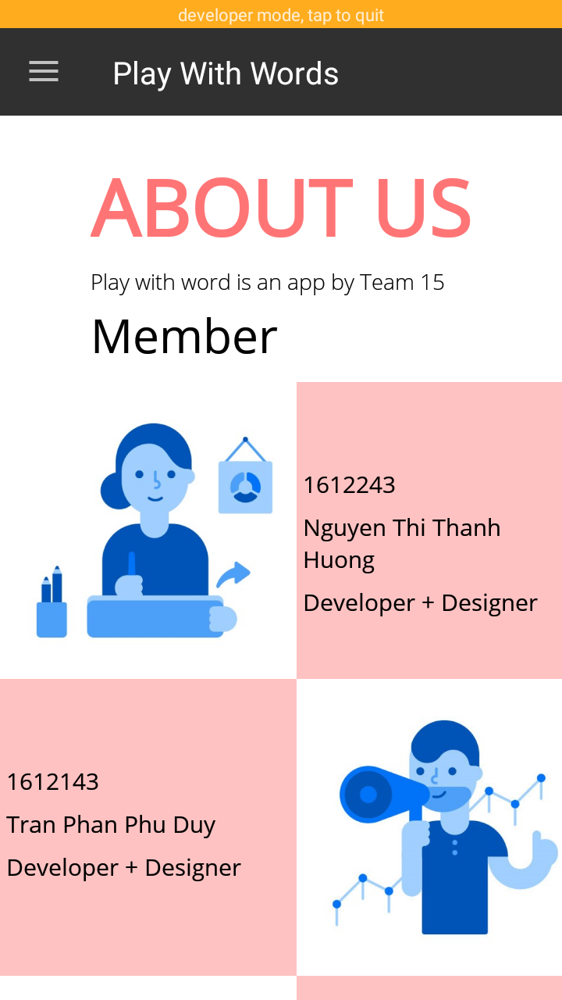 developer mode, tap to quit
Play With Words
ABOUT US
Play with word is an app by Team 15
Member
1612243
Nguyen Thi Thanh
Huong
Developer + Designer
1612143
Tran Phan Phu Duy
Developer + Designer